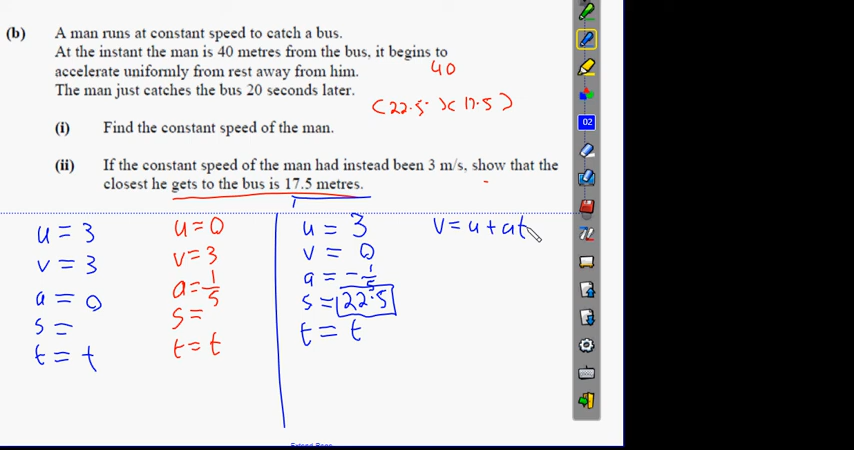 (b) A man runs at constant speed to catch a bus.
At the instant the man is 40 metres from the bus, it begins to
accelerate uniformly from rest away from him.
The man just catches the bus 20 seconds later.
40
(22.5)(17.5)
(i) Find the constant speed of the man.
(ii) If the constant speed of the man had instead been 3 m/s, show that the
closest he gets to the bus is 17.5 metres.
u = 3
v = 3
a = 0
s =
t = t
u = 0
v = 3
a = 1/5
s =
t = t
u = 3
v = 0
a = - 1/5
s = 22.5
t = t
v = u + at
02
Extend Page